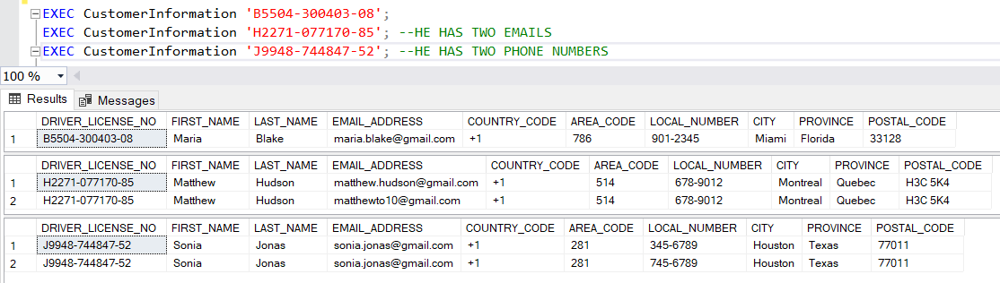 EXEC CustomerInformation 'B5504-300403-08';
EXEC CustomerInformation 'H2271-077170-85'; --HE HAS TWO EMAILS
EXEC CustomerInformation 'J9948-744847-52'; --HE HAS TWO PHONE NUMBERS
100 %
Results Messages
DRIVER_LICENSE_NO FIRST_NAME LAST_NAME EMAIL_ADDRESS COUNTRY_CODE AREA_CODE LOCAL_NUMBER CITY PROVINCE POSTAL_CODE
1 B5504-300403-08 Maria Blake maria.blake@gmail.com +1 786 901-2345 Miami Florida 33128
DRIVER_LICENSE_NO FIRST_NAME LAST_NAME EMAIL_ADDRESS COUNTRY_CODE AREA_CODE LOCAL_NUMBER CITY PROVINCE POSTAL_CODE
1 H2271-077170-85 Matthew Hudson matthew.hudson@gmail.com +1 514 678-9012 Montreal Quebec H3C 5K4
2 H2271-077170-85 Matthew Hudson matthewto10@gmail.com +1 514 678-9012 Montreal Quebec H3C 5K4
DRIVER_LICENSE_NO FIRST_NAME LAST_NAME EMAIL_ADDRESS COUNTRY_CODE AREA_CODE LOCAL_NUMBER CITY PROVINCE POSTAL_CODE
1 J9948-744847-52 Sonia Jonas sonia.jonas@gmail.com +1 281 345-6789 Houston Texas 77011
2 J9948-744847-52 Sonia Jonas sonia.jonas@gmail.com +1 281 745-6789 Houston Texas 77011